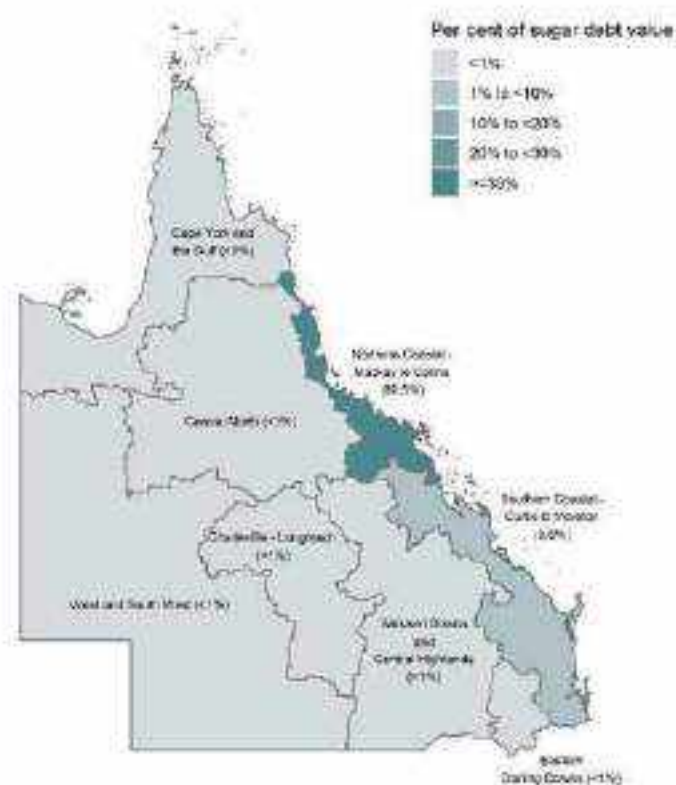 Per cent of sugar debt value
<1%
1% to <10%
10% to <20%
20% to <30%
>=30%
Cape York and
the Gulf (<1%)
Northern Coastal -
Mackay to Cairns
Central North (<1%)
Southern Coastal -
Curtis to Moreton
Charleville - Longreach
(<1%)
West and South West (<1%)
and
Central Highlands
(<1%)
Eastern
Darling Downs (<1%)